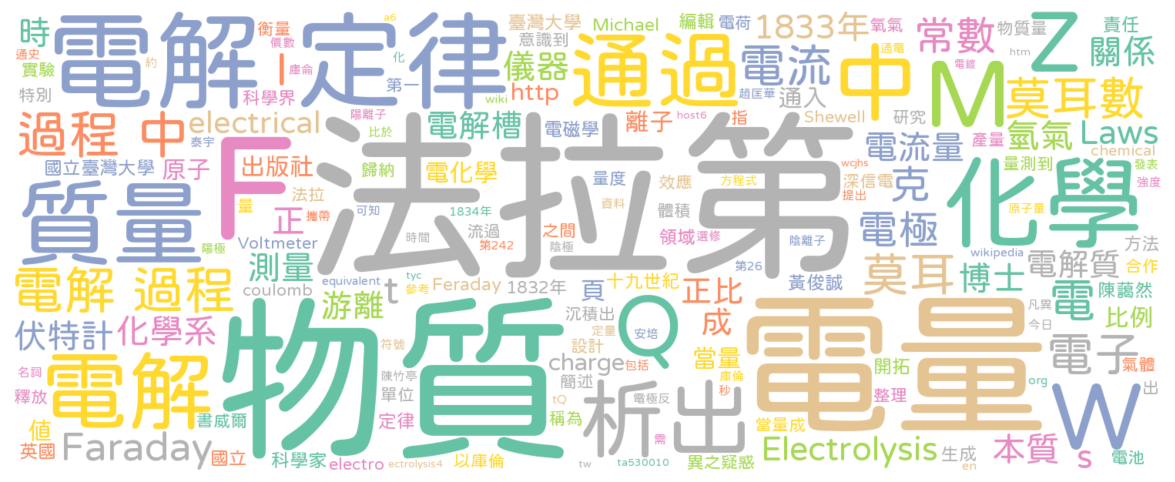 電解 定律
通過
電流
1833年
中
常數
Z
關係
時
衡量
a6
通史
價數
I
化
臺灣大學
Michael
編輯
電荷
氧氣
物質量
責任
實驗
約
庫侖
第一
意識到
儀器
通電
htm
電鍍
特別
科學界
陽離子
wiki
http
趙匡華
通入
M
莫耳數
過程 中
electrical
泰宇
比於
電解槽
電磁學
離子
host6
指
Shewell
研究
產量
氫氣
Laws
chemical
國立臺灣大學
原子
出版社
F
法拉第
歸納
電化學
量度
效應
方程式
wghs
深信電
提出
電流量
克
量測到
發表
強度
化學
質量
量
法拉
攜帶
可知
1834年
資料
體積
原子量
陽極
正
Voltmeter
時間
流過
第242
陰極
之間
領域
選修
陰離子
電極
wikipedia
方法
電解 過程
測量
coulomb
equivalent
tyc
參考
t
Feraday
1832年
頁
十九世紀
第26
正比
黃俊誠
莫耳
博士
電解質
合作
伏特計
化學系
游離
沉積出
定量
Q
安培
成
電量
凡異
今日
電
陳藹然
比例
電解
物質
符號
設計
當量
電子
名詞
釋放
陳竹亭
單位
charge
簡述
包括
庫倫
秒
開拓
整理
org
氣體
出
定律
書威爾
tQ
電極反
稱為
析出
W
值
英國
Faraday
國立
科學家
electro
ectrolysis4
以庫倫
tw
需
ta530010
異之疑惑
當量成
Electrolysis
生成
en
本質
s
電池